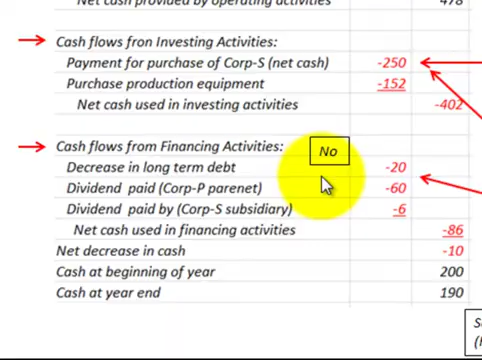 Net cash provided by operating activities 478
Cash flows fron Investing Activities:
Payment for purchase of Corp-S (net cash) -250
Purchase production equipment -152
Net cash used in investing activities -402
Cash flows from Financing Activities:
No
Decrease in long term debt -20
Dividend paid (Corp-P parenet) -60
Dividend paid by (Corp-S subsidiary) -6
Net cash used in financing activities -86
Net decrease in cash -10
Cash at beginning of year 200
Cash at year end 190